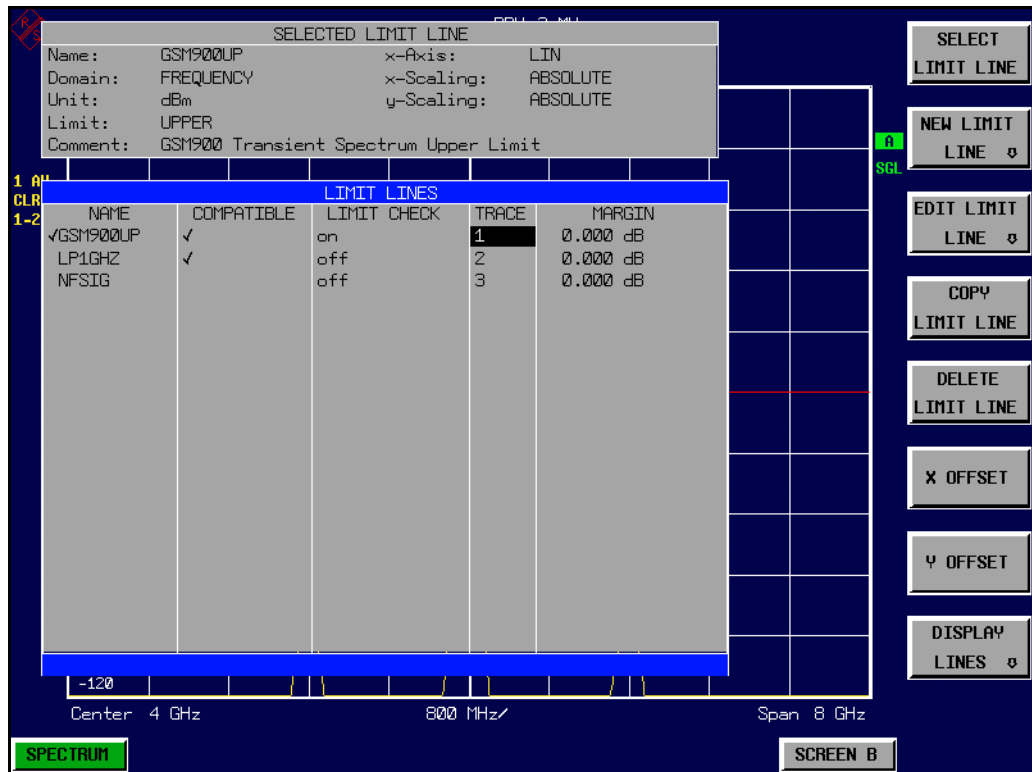 R
S
SELECTED LIMIT LINE
Name: GSM900UP x-Axis: LIN
Domain: FREQUENCY x-Scaling: ABSOLUTE
Unit: dBm y-Scaling: ABSOLUTE
Limit: UPPER
Comment: GSM900 Transient Spectrum Upper Limit
A
SGL
CLR
1-2
LIMIT LINES
NAME COMPATIBLE LIMIT CHECK TRACE MARGIN
✓GSM900UP ✓ on 1 0.000 dB
LP1GHZ ✓ off 2 0.000 dB
NFSIG off 3 0.000 dB
-120
Center 4 GHz 800 MHz/ Span 8 GHz
SPECTRUM
SCREEN B
SELECT
LIMIT LINE
NEW LIMIT
LINE ⇩
EDIT LIMIT
LINE ⇩
COPY
LIMIT LINE
DELETE
LIMIT LINE
X OFFSET
Y OFFSET
DISPLAY
LINES ⇩